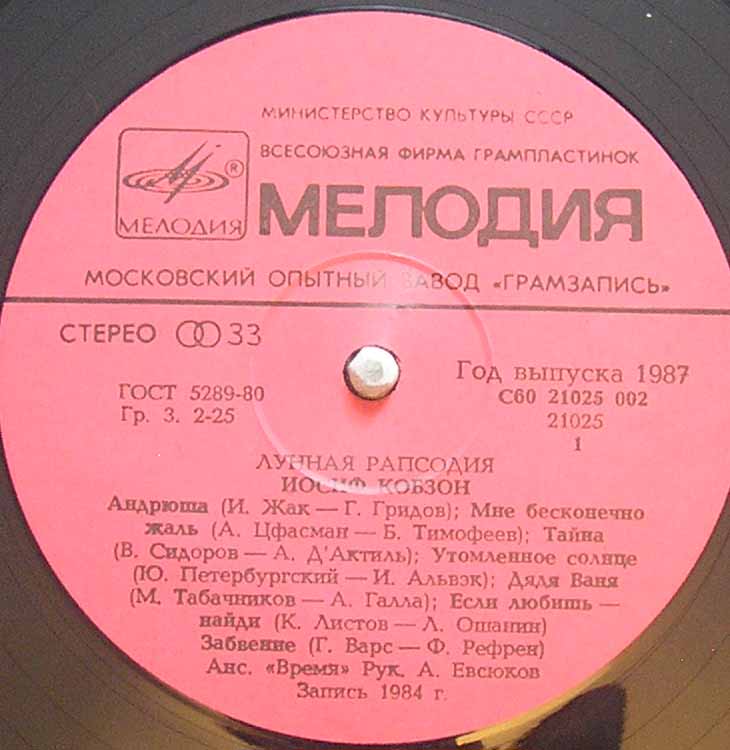 МИНИСТЕРСТВО КУЛЬТУРЫ СССР
ВСЕСОЮЗНАЯ ФИРМА ГРАМПЛАСТИНОК
®
МЕЛОДИЯ
МЕЛОДИЯ
МОСКОВСКИЙ ОПЫТНЫЙ ЗАВОД «ГРАМЗАПИСЬ»
СТЕРЕО 33
Год выпуска 1987
ГОСТ 5289-80
С60 21025 002
Гр. 3. 2-25
21025
1
ЛУННАЯ РАПСОДИЯ
ИОСИФ КОБЗОН
Андрюша (И. Жак — Г. Гридов); Мне бесконечно
жаль (А. Цфасман — Б. Тимофеев); Тайна
(В. Сидоров — А. Д'Актиль); Утомленное солнце
(Ю. Петербургский — И. Альвэк); Дядя Ваня
(М. Табачников — А. Галла); Если любишь —
найди (К. Листов — Л. Ошанин)
Забвение (Г. Варс — Ф. Рефрен)
Анс. «Время» Рук. А. Евсюков
Запись 1984 г.